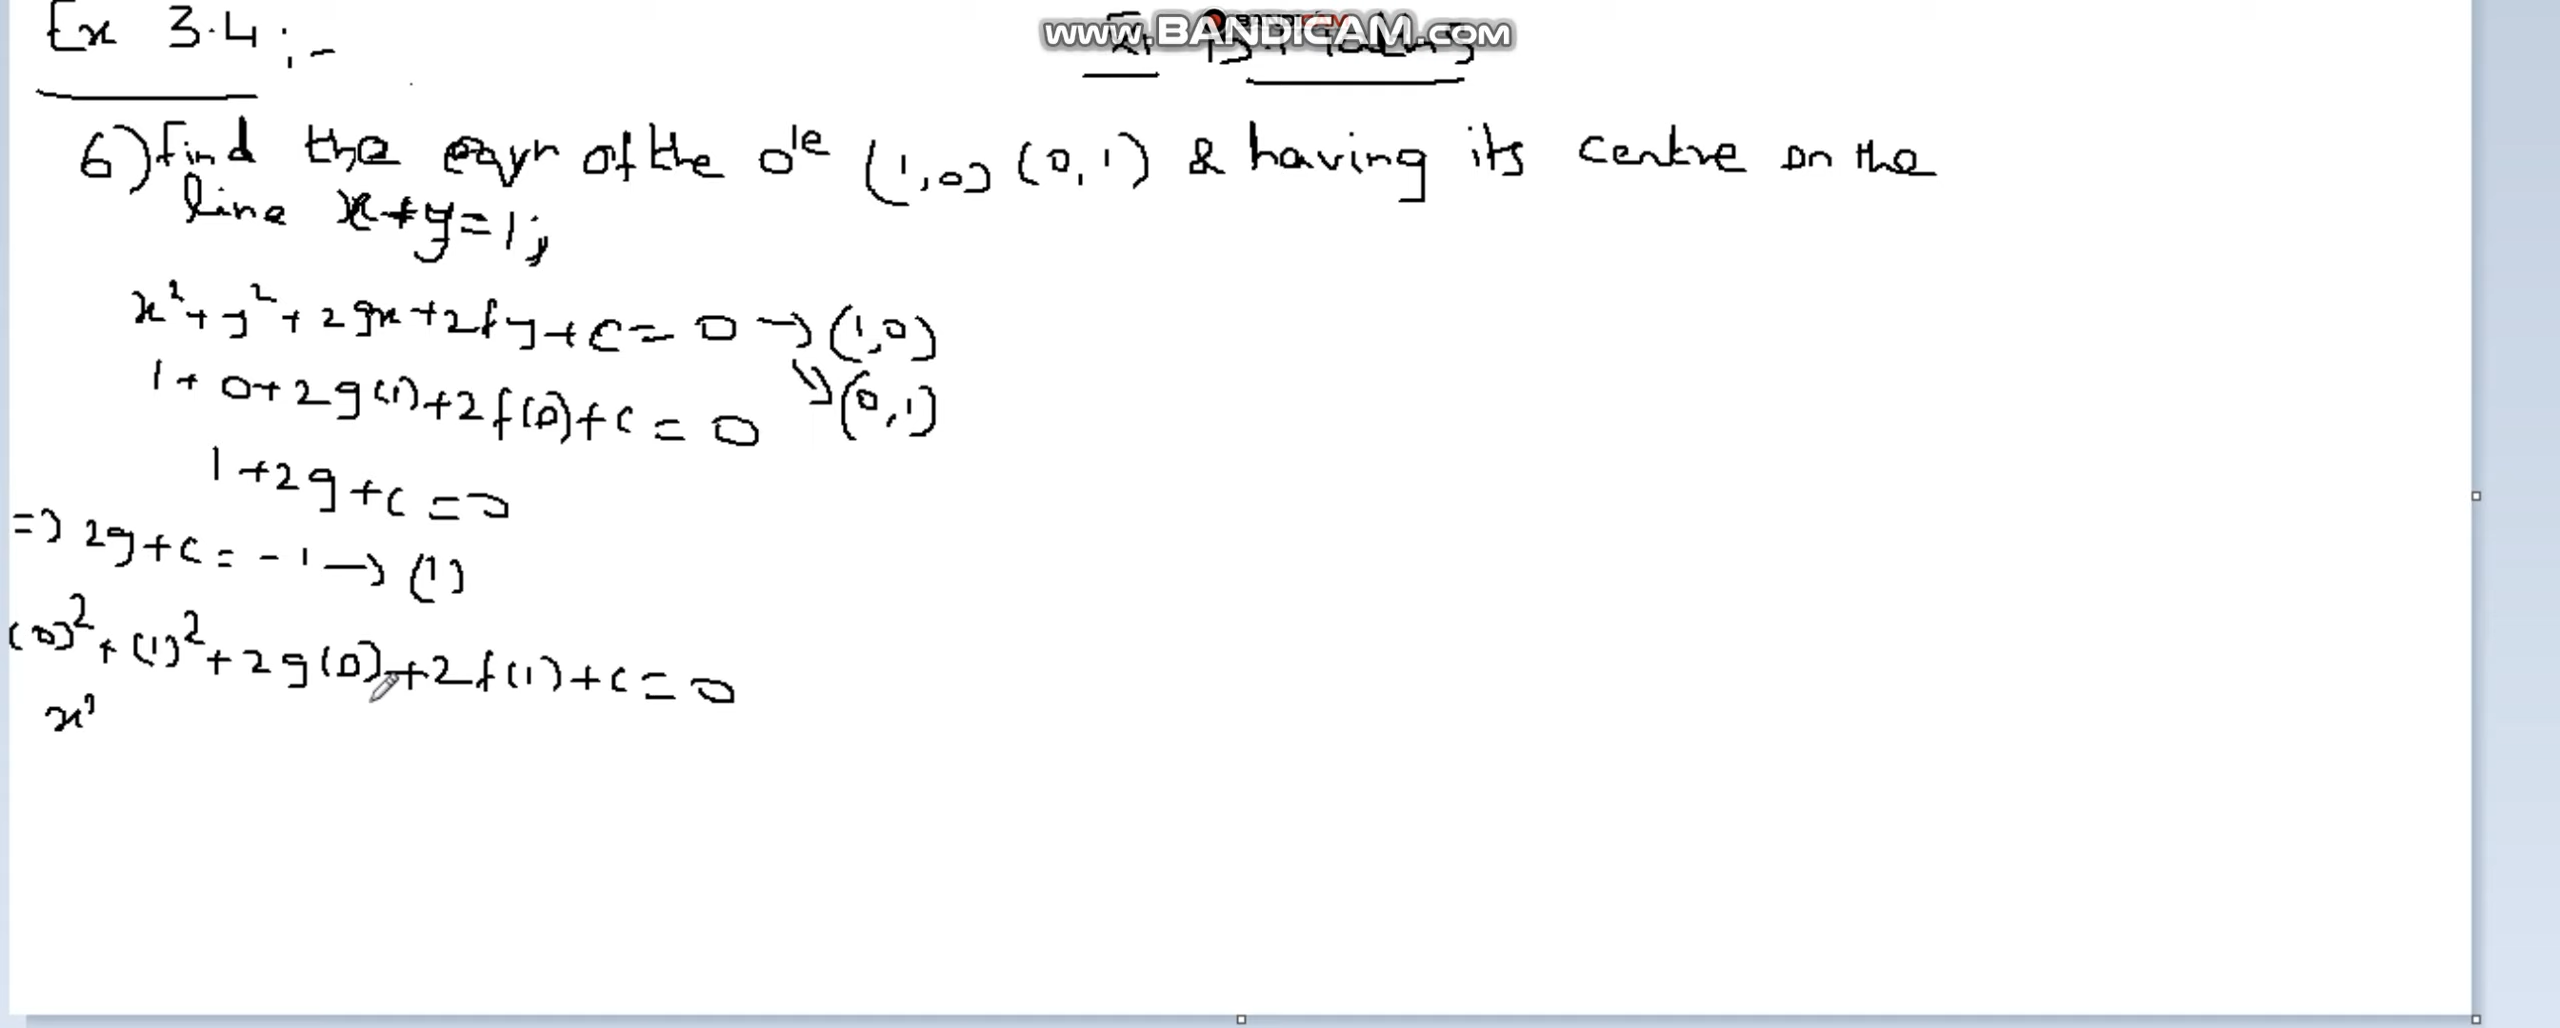 Ex 3.4 :-
www.BANDICAM.com
6) Find the eqyn of the ole (1,0) (0,1) & having its centre on the
line x+y=1;
x²+y²+2gx+2fy+c=0→(1,0)
↘(0,1)
1+0+2g(1)+2f(0)+c=0
1+2g+c=0
⇒ 2g+c=-1→(1)
(0)²+(1)²+2g(0)+2f(1)+c=0